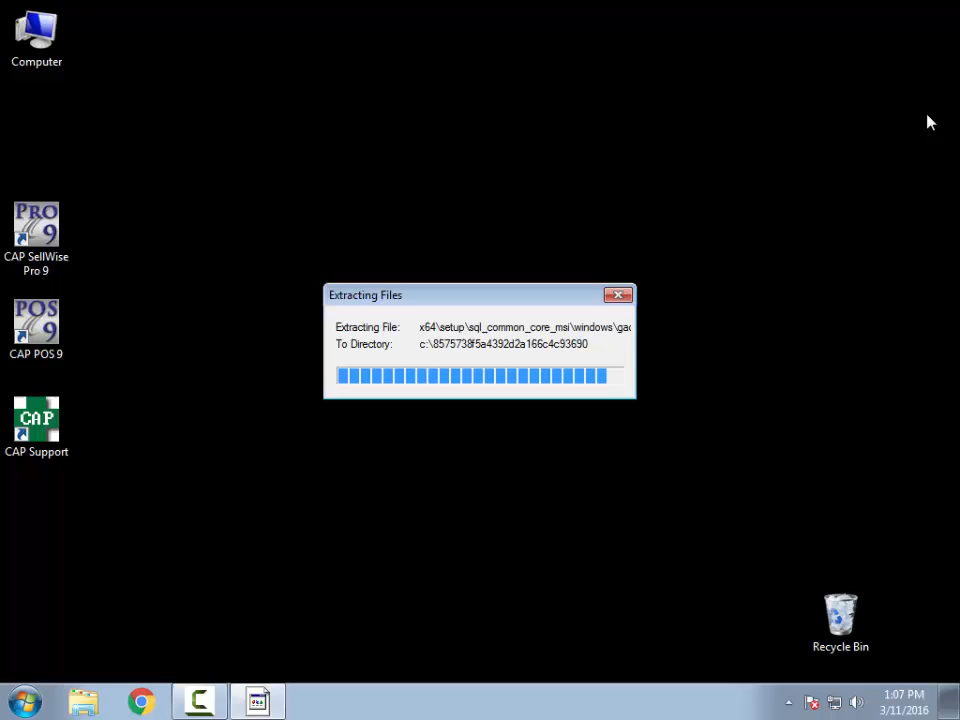 Computer
PRO
9
CAP SellWise
Pro 9
POS
9
CAP POS 9
CAP
CAP Support
Extracting Files
Extracting File: x64\setup\sql_common_core_msi\windows\gac
To Directory: c:\8575738f5a4392d2a166c4c93690
Recycle Bin
C
1:07 PM
3/11/2016